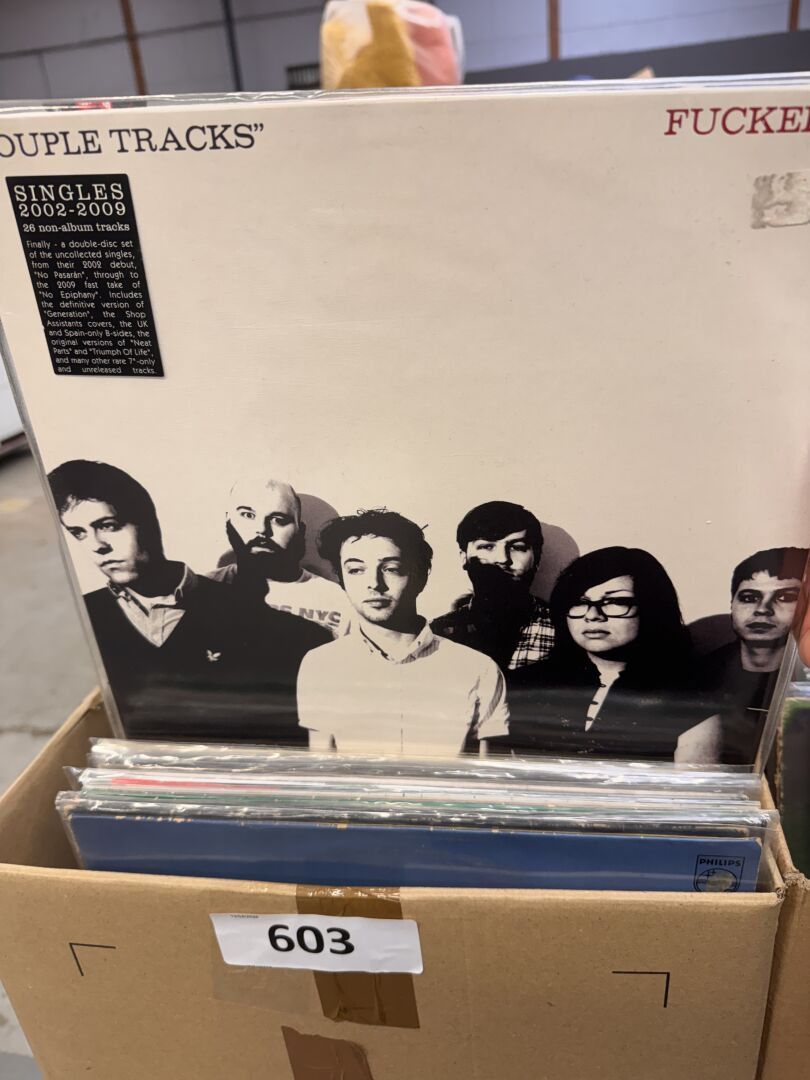 OUPLE TRACKS”
FUCKE
SINGLES
2002-2009
26 non-album tracks
Finally - a double-disc set
of the uncollected singles,
from their 2002 debut,
"No Pasarán", through to
the 2009 fast take of
"No Epiphany". Includes
the definitive version of
"Generation", the Shop
Assistants covers, the UK
and Spain-only B-sides, the
original versions of "Neat
Parts" and "Triumph Of Life",
and many other rare 7"-only
and unreleased tracks.
NYC
PHILIPS
603